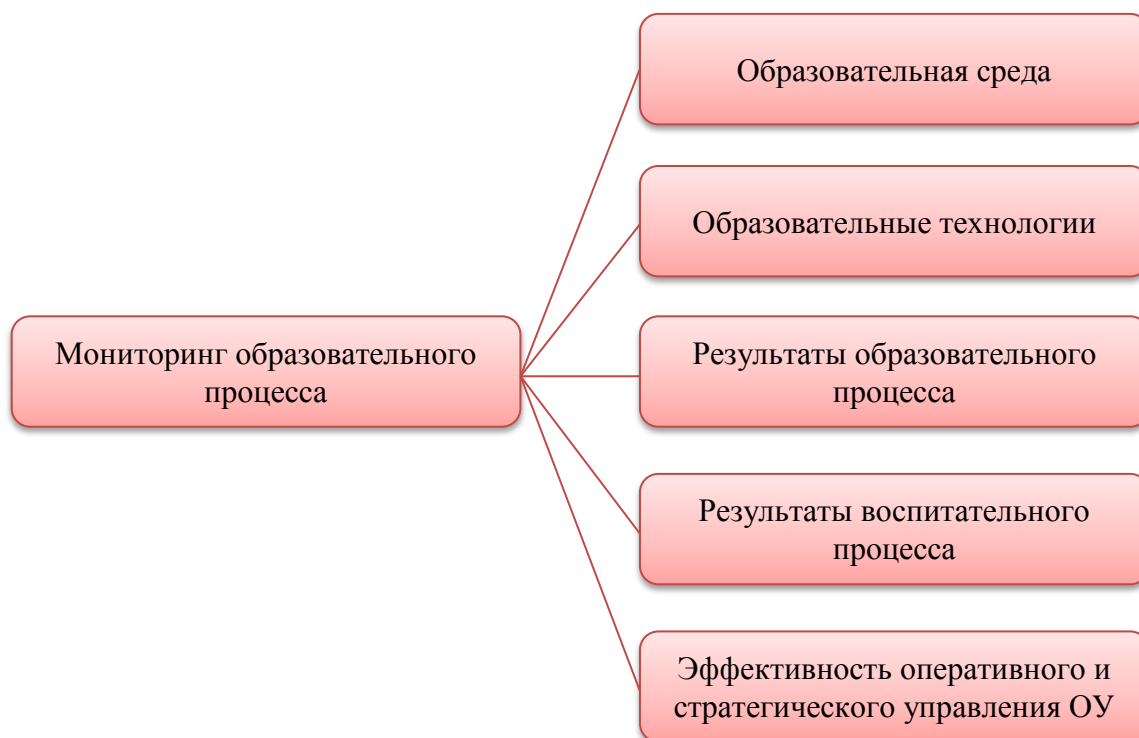 Образовательная среда
Образовательные технологии
Мониторинг образовательного
процесса
Результаты образовательного
процесса
Результаты воспитательного
процесса
Эффективность оперативного и
стратегического управления ОУ